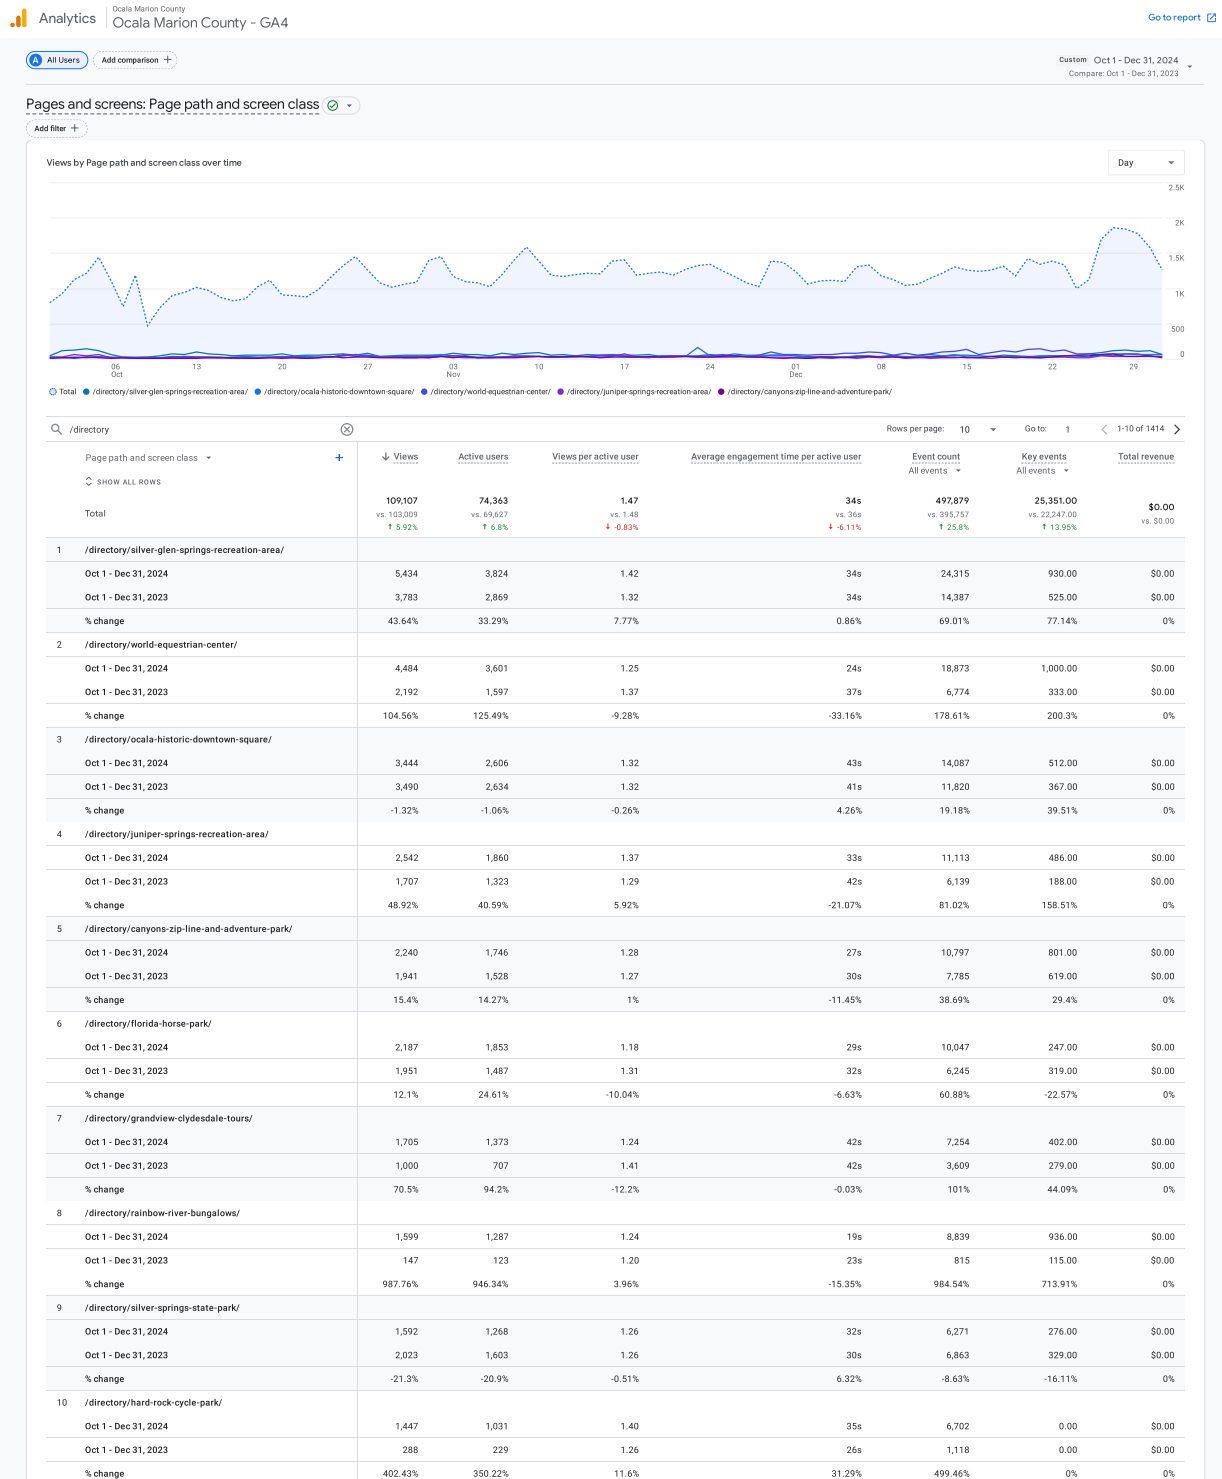 Analytics
Ocala Marion County
Ocala Marion County - GA4
Go to report
A All Users
Add comparison +
Custom Oct 1 - Dec 31, 2024
Compare: Oct 1 - Dec 31, 2023
Pages and screens: Page path and screen class
Add filter +
Views by Page path and screen class over time
Day
2.5K
2K
1.5K
1K
500
0
06 Oct 13 20 27 03 Nov 10 17 24 01 Dec 08 15 22 29
Total /directory/silver-glen-springs-recreation-area/ /directory/ocala-historic-downtown-square/ /directory/world-equestrian-center/ /directory/juniper-springs-recreation-area/ /directory/canyons-zip-line-and-adventure-park/
/directory
Rows per page: 10 Go to: 1 1-10 of 1414
Page path and screen class + Views Active users Views per active user Average engagement time per active user Event count Key events Total revenue
All events All events
SHOW ALL ROWS
109,107 74,363 1.47 34s 497,879 25,351.00 $0.00
Total vs. 103,009 vs. 69,627 vs. 1.48 vs. 36s vs. 395,757 vs. 22,247.00 vs. $0.00
5.92% 6.8% -0.83% -6.11% 25.8% 13.95%
1 /directory/silver-glen-springs-recreation-area/
Oct 1 - Dec 31, 2024 5,434 3,824 1.42 34s 24,315 930.00 $0.00
Oct 1 - Dec 31, 2023 3,783 2,869 1.32 34s 14,387 525.00 $0.00
% change 43.64% 33.29% 7.77% 0.86% 69.01% 77.14% 0%
2 /directory/world-equestrian-center/
Oct 1 - Dec 31, 2024 4,484 3,601 1.25 24s 18,873 1,000.00 $0.00
Oct 1 - Dec 31, 2023 2,192 1,597 1.37 37s 6,774 333.00 $0.00
% change 104.56% 125.49% -9.28% -33.16% 178.61% 200.3% 0%
3 /directory/ocala-historic-downtown-square/
Oct 1 - Dec 31, 2024 3,444 2,606 1.32 43s 14,087 512.00 $0.00
Oct 1 - Dec 31, 2023 3,490 2,634 1.32 41s 11,820 367.00 $0.00
% change -1.32% -1.06% -0.26% 4.26% 19.18% 39.51% 0%
4 /directory/juniper-springs-recreation-area/
Oct 1 - Dec 31, 2024 2,542 1,860 1.37 33s 11,113 486.00 $0.00
Oct 1 - Dec 31, 2023 1,707 1,323 1.29 42s 6,139 188.00 $0.00
% change 48.92% 40.59% 5.92% -21.07% 81.02% 158.51% 0%
5 /directory/canyons-zip-line-and-adventure-park/
Oct 1 - Dec 31, 2024 2,240 1,746 1.28 27s 10,797 801.00 $0.00
Oct 1 - Dec 31, 2023 1,941 1,528 1.27 30s 7,785 619.00 $0.00
% change 15.4% 14.27% 1% -11.45% 38.69% 29.4% 0%
6 /directory/florida-horse-park/
Oct 1 - Dec 31, 2024 2,187 1,853 1.18 29s 10,047 247.00 $0.00
Oct 1 - Dec 31, 2023 1,951 1,487 1.31 32s 6,245 319.00 $0.00
% change 12.1% 24.61% -10.04% -6.63% 60.88% -22.57% 0%
7 /directory/grandview-clydesdale-tours/
Oct 1 - Dec 31, 2024 1,705 1,373 1.24 42s 7,254 402.00 $0.00
Oct 1 - Dec 31, 2023 1,000 707 1.41 42s 3,609 279.00 $0.00
% change 70.5% 94.2% -12.2% -0.03% 101% 44.09% 0%
8 /directory/rainbow-river-bungalows/
Oct 1 - Dec 31, 2024 1,599 1,287 1.24 19s 8,839 936.00 $0.00
Oct 1 - Dec 31, 2023 147 123 1.20 23s 815 115.00 $0.00
% change 987.76% 946.34% 3.96% -15.35% 984.54% 713.91% 0%
9 /directory/silver-springs-state-park/
Oct 1 - Dec 31, 2024 1,592 1,268 1.26 32s 6,271 276.00 $0.00
Oct 1 - Dec 31, 2023 2,023 1,603 1.26 30s 6,863 329.00 $0.00
% change -21.3% -20.9% -0.51% 6.32% -8.63% -16.11% 0%
10 /directory/hard-rock-cycle-park/
Oct 1 - Dec 31, 2024 1,447 1,031 1.40 35s 6,702 0.00 $0.00
Oct 1 - Dec 31, 2023 288 229 1.26 26s 1,118 0.00 $0.00
% change 402.43% 350.22% 11.6% 31.29% 499.46% 0% 0%